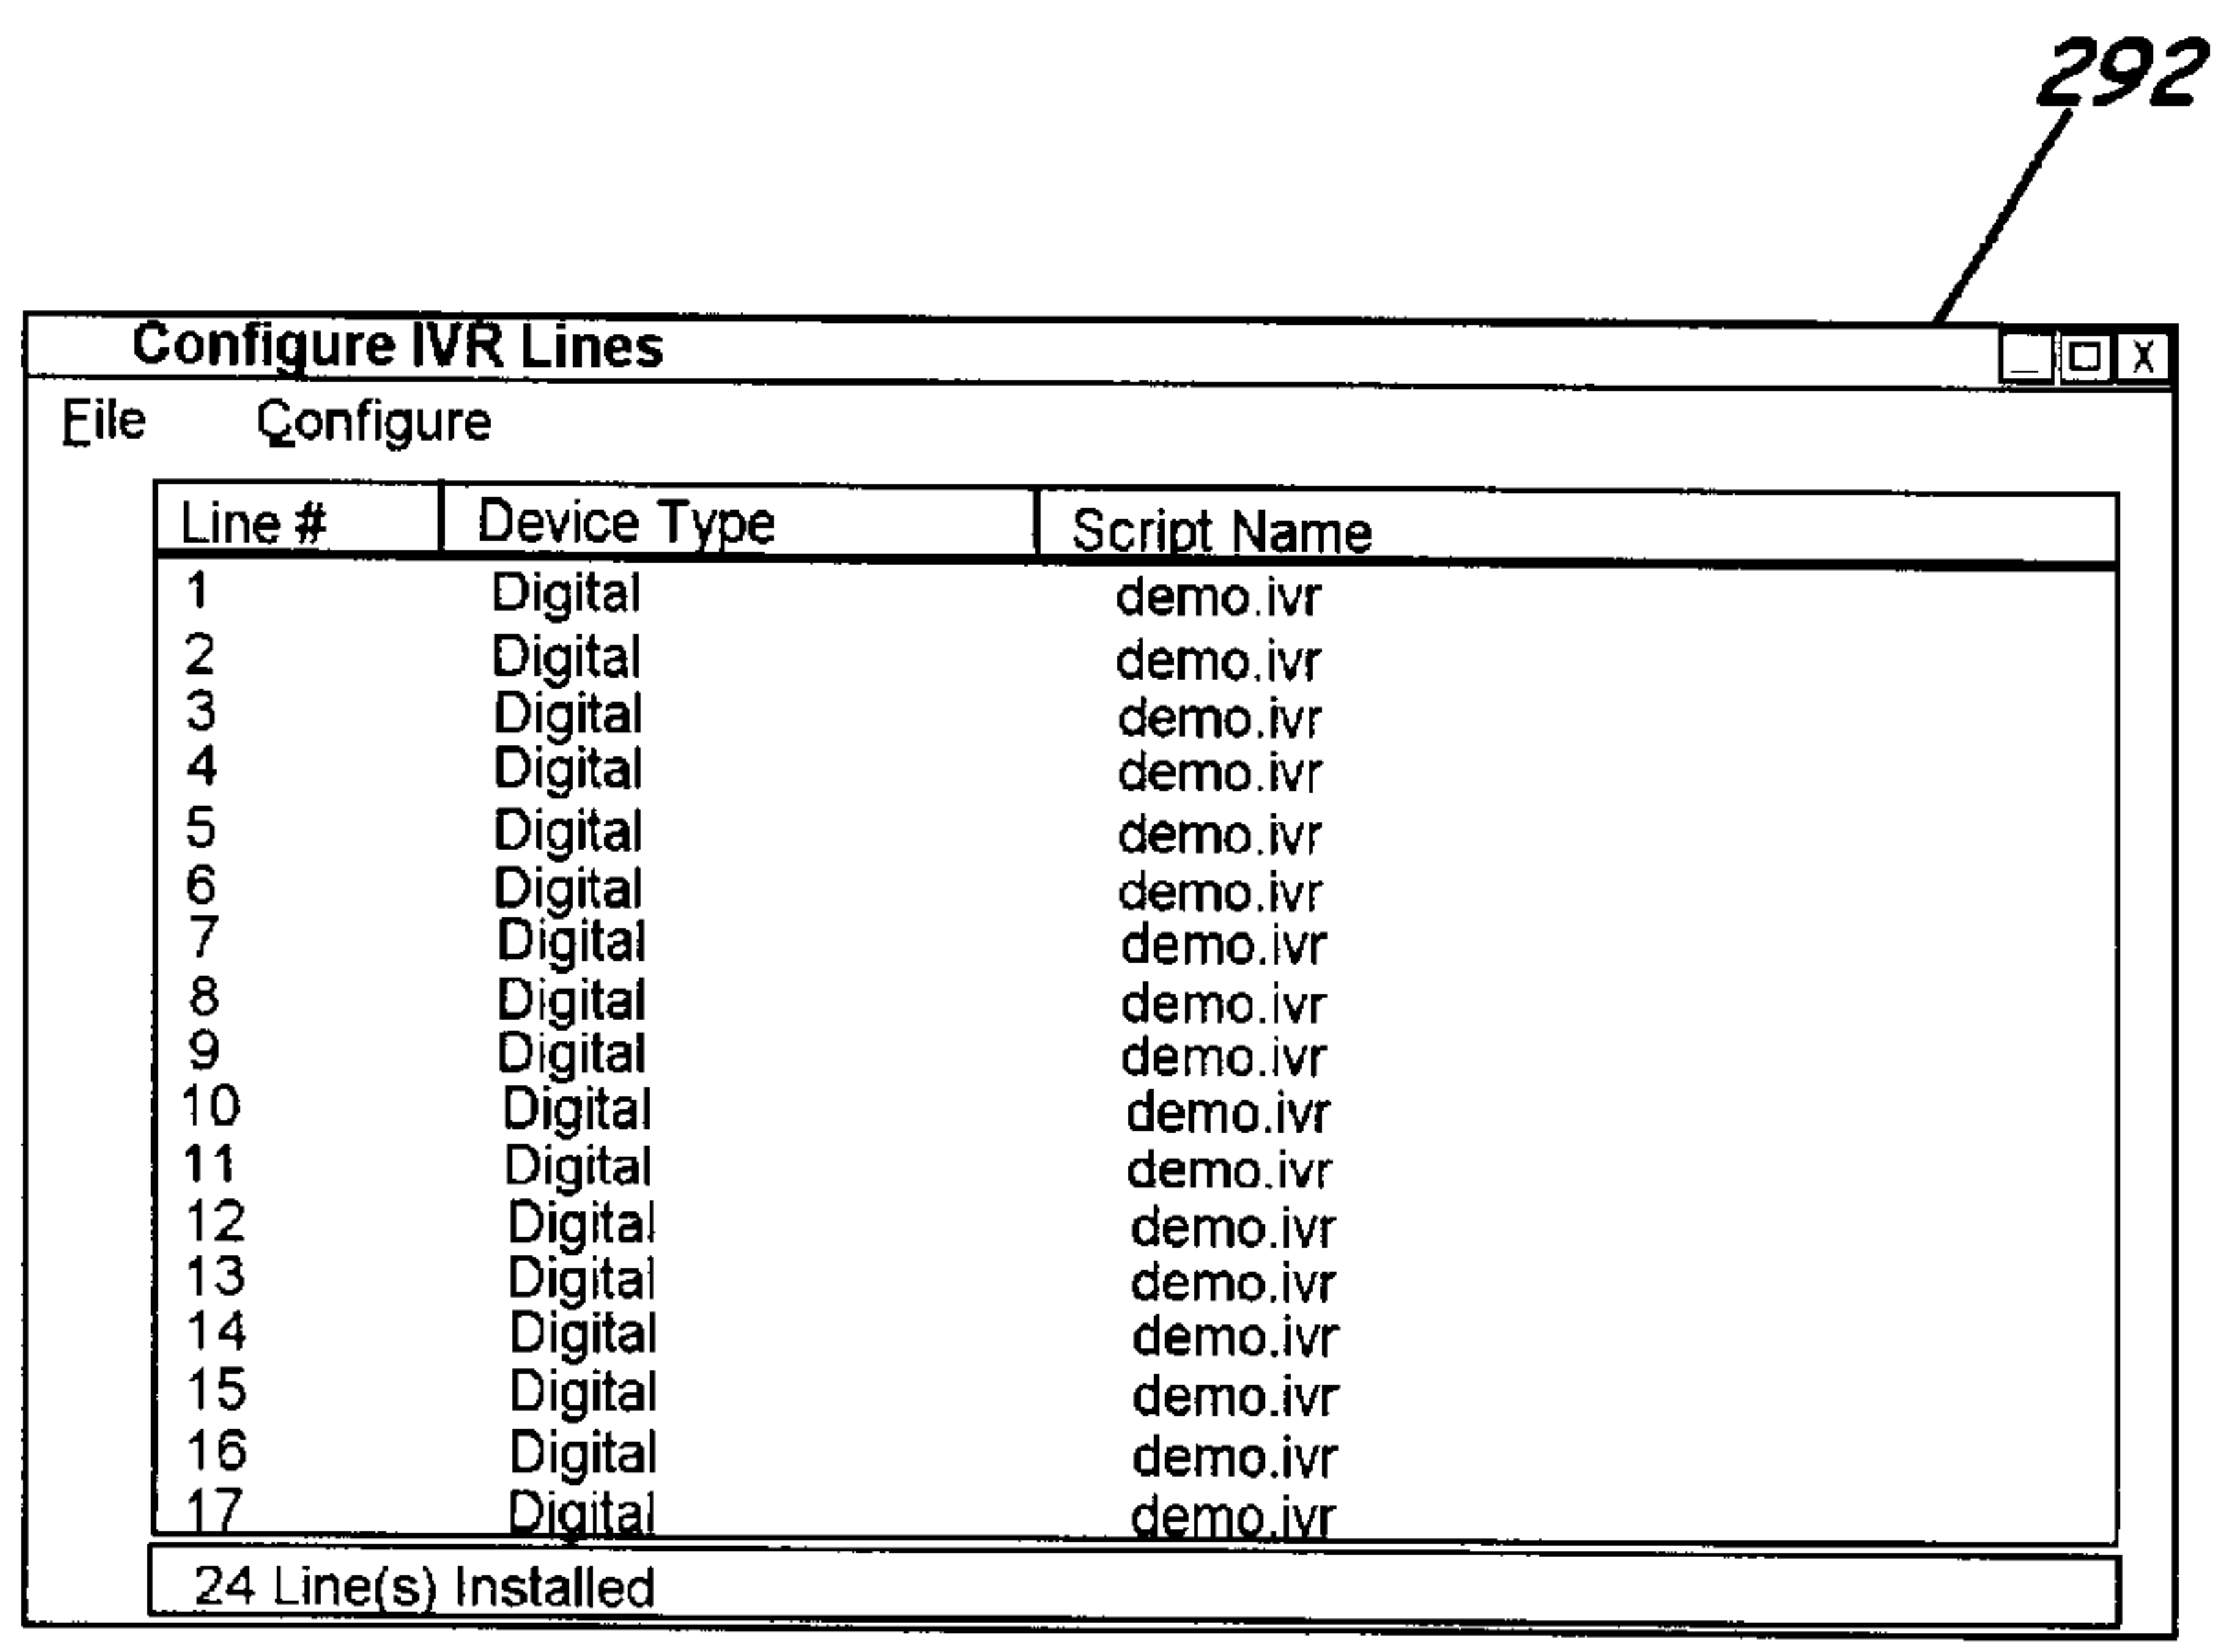 292
Configure IVR Lines _ X
File Configure
Line # Device Type Script Name
1 Digital demo.ivr
2 Digital demo.ivr
3 Digital demo.ivr
4 Digital demo.ivr
5 Digital demo.ivr
6 Digital demo.ivr
7 Digital demo.ivr
8 Digital demo.ivr
9 Digital demo.ivr
10 Digital demo.ivr
11 Digital demo.ivr
12 Digital demo.ivr
13 Digital demo.ivr
14 Digital demo.ivr
15 Digital demo.ivr
16 Digital demo.ivr
17 Digital demo.ivr
24 Line(s) Installed